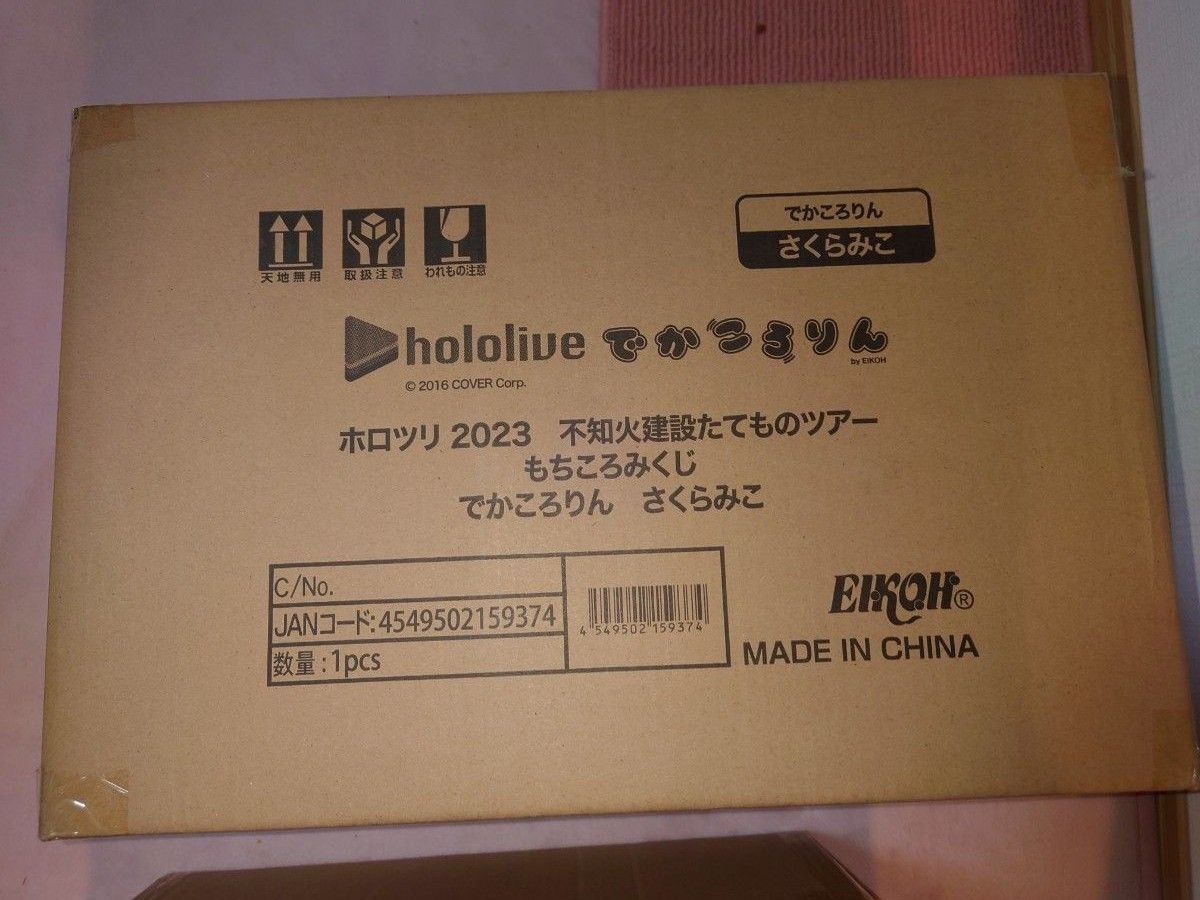 でかころりん
さくらみこ
天地無用
取扱注意
われもの注意
hololive でかころりん
by EIKOH
© 2016 COVER Corp.
ホロツリ 2023 不知火建設たてものツアー
もちころみくじ
でかころりん さくらみこ
C/No.
JANコード:4549502159374
数量:1pcs
4 549502 159374
EIKOH®
MADE IN CHINA